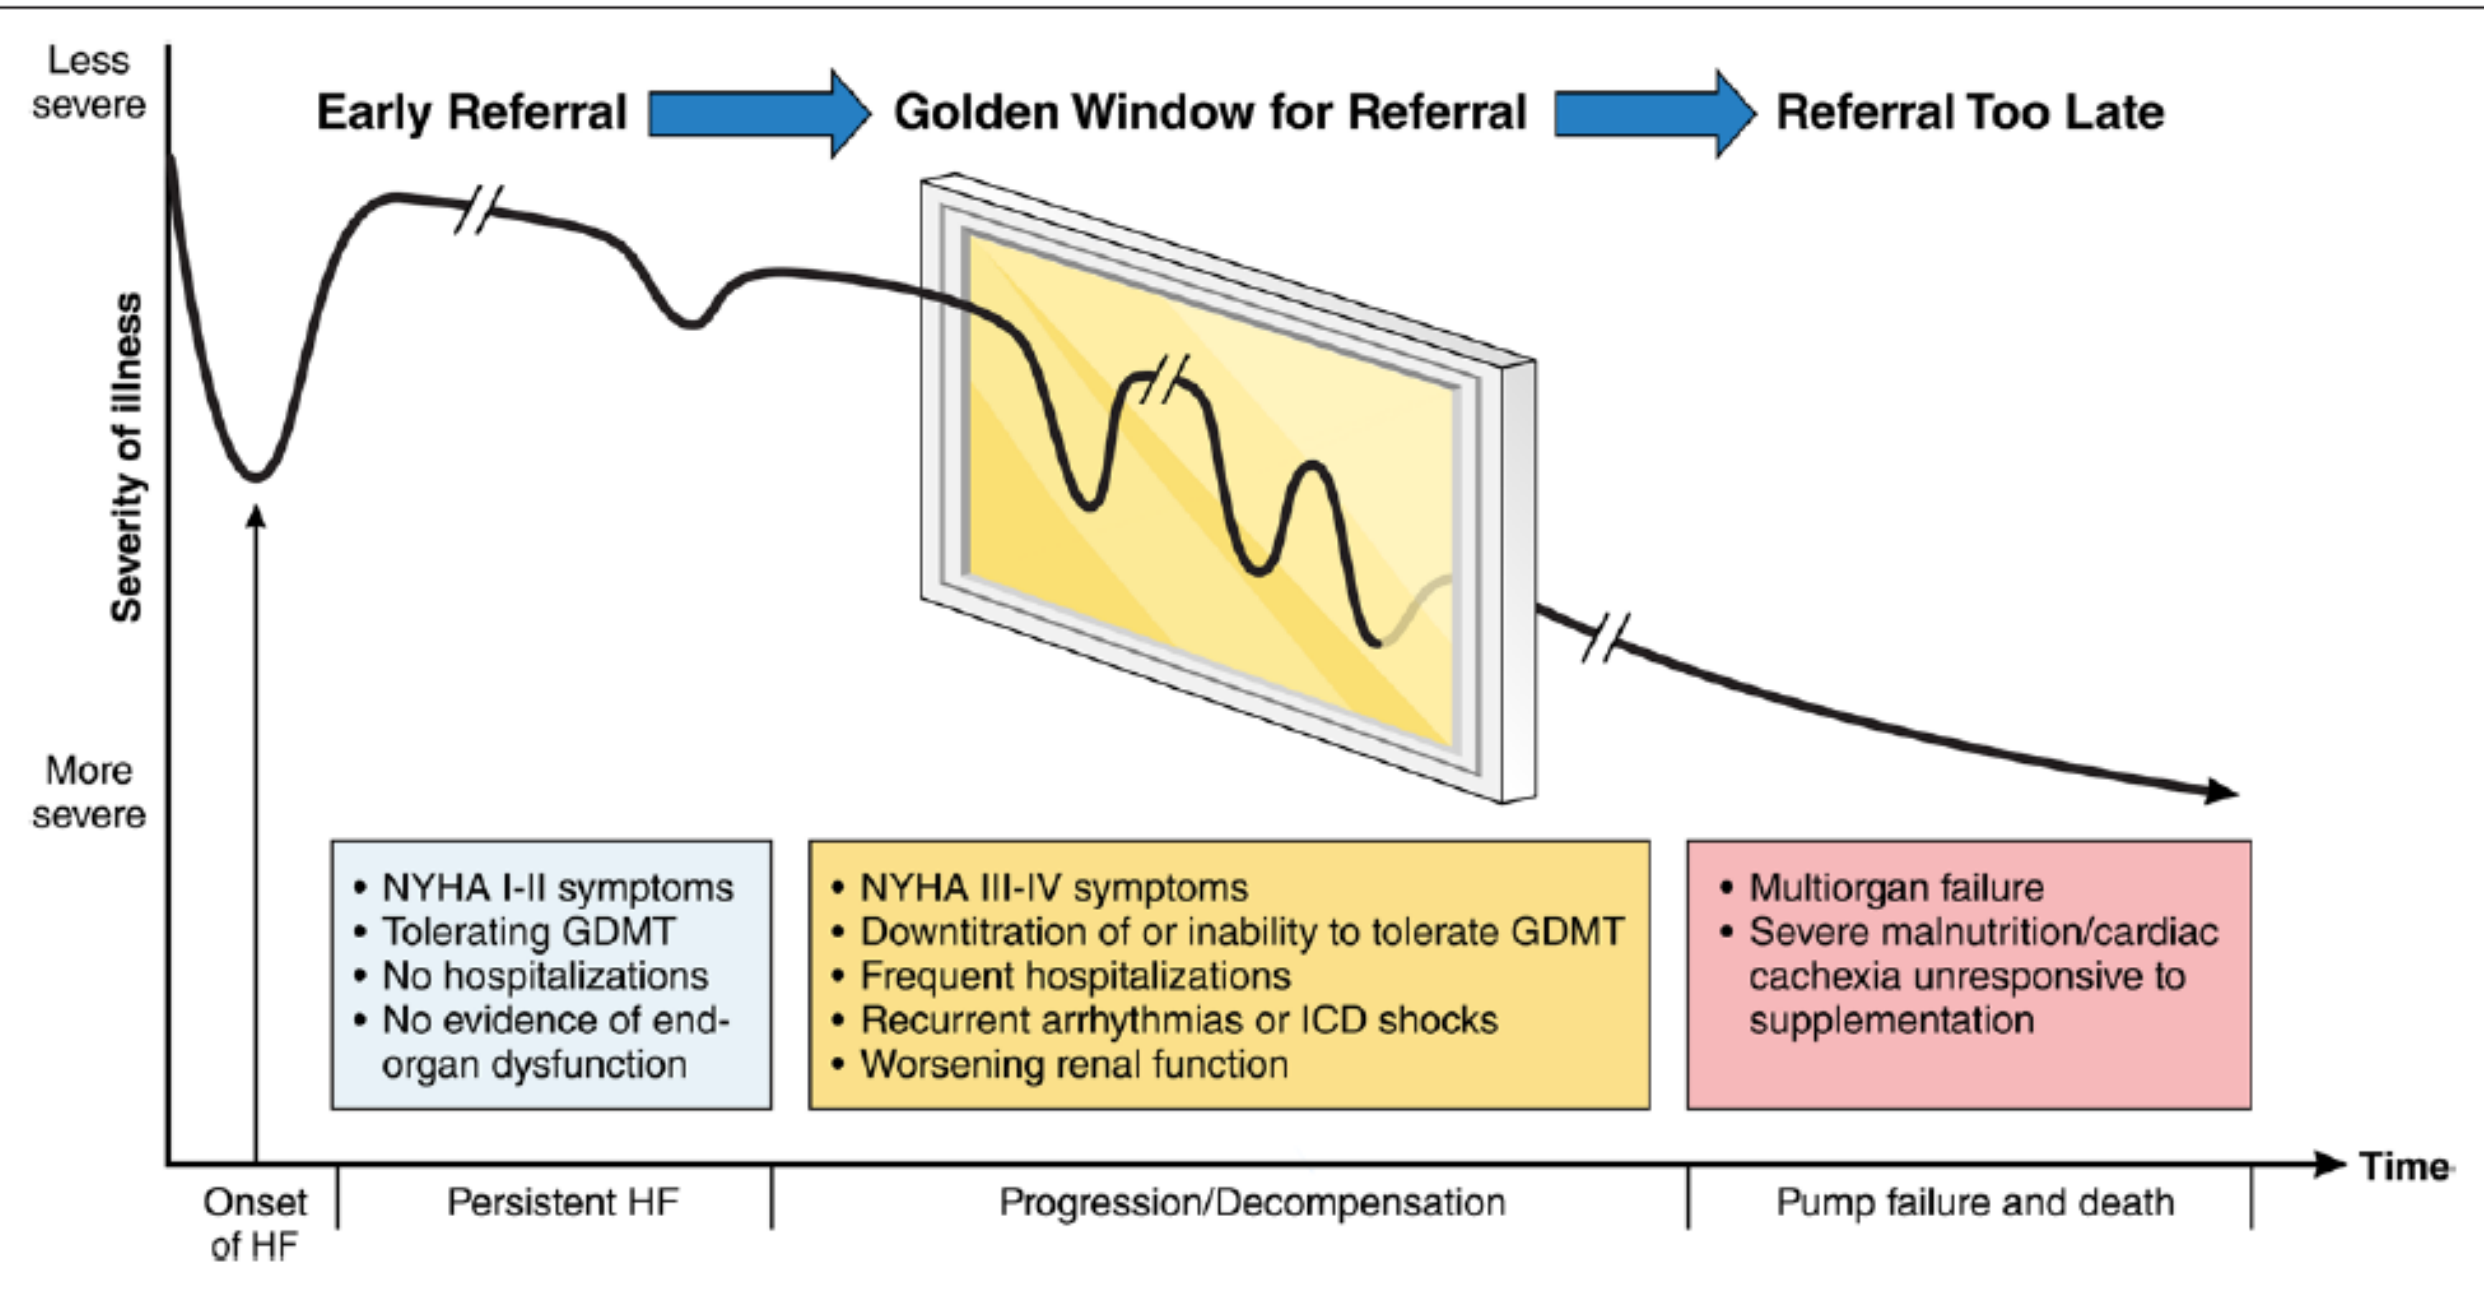 Less
severe
Early Referral
Golden Window for Referral
Referral Too Late
Severity of illness
More
severe
• NYHA I-II symptoms
• Tolerating GDMT
• No hospitalizations
• No evidence of end-
organ dysfunction
• NYHA III-IV symptoms
• Downtitration of or inability to tolerate GDMT
• Frequent hospitalizations
• Recurrent arrhythmias or ICD shocks
• Worsening renal function
• Multiorgan failure
• Severe malnutrition/cardiac
cachexia unresponsive to
supplementation
Time
Onset
of HF
Persistent HF
Progression/Decompensation
Pump failure and death